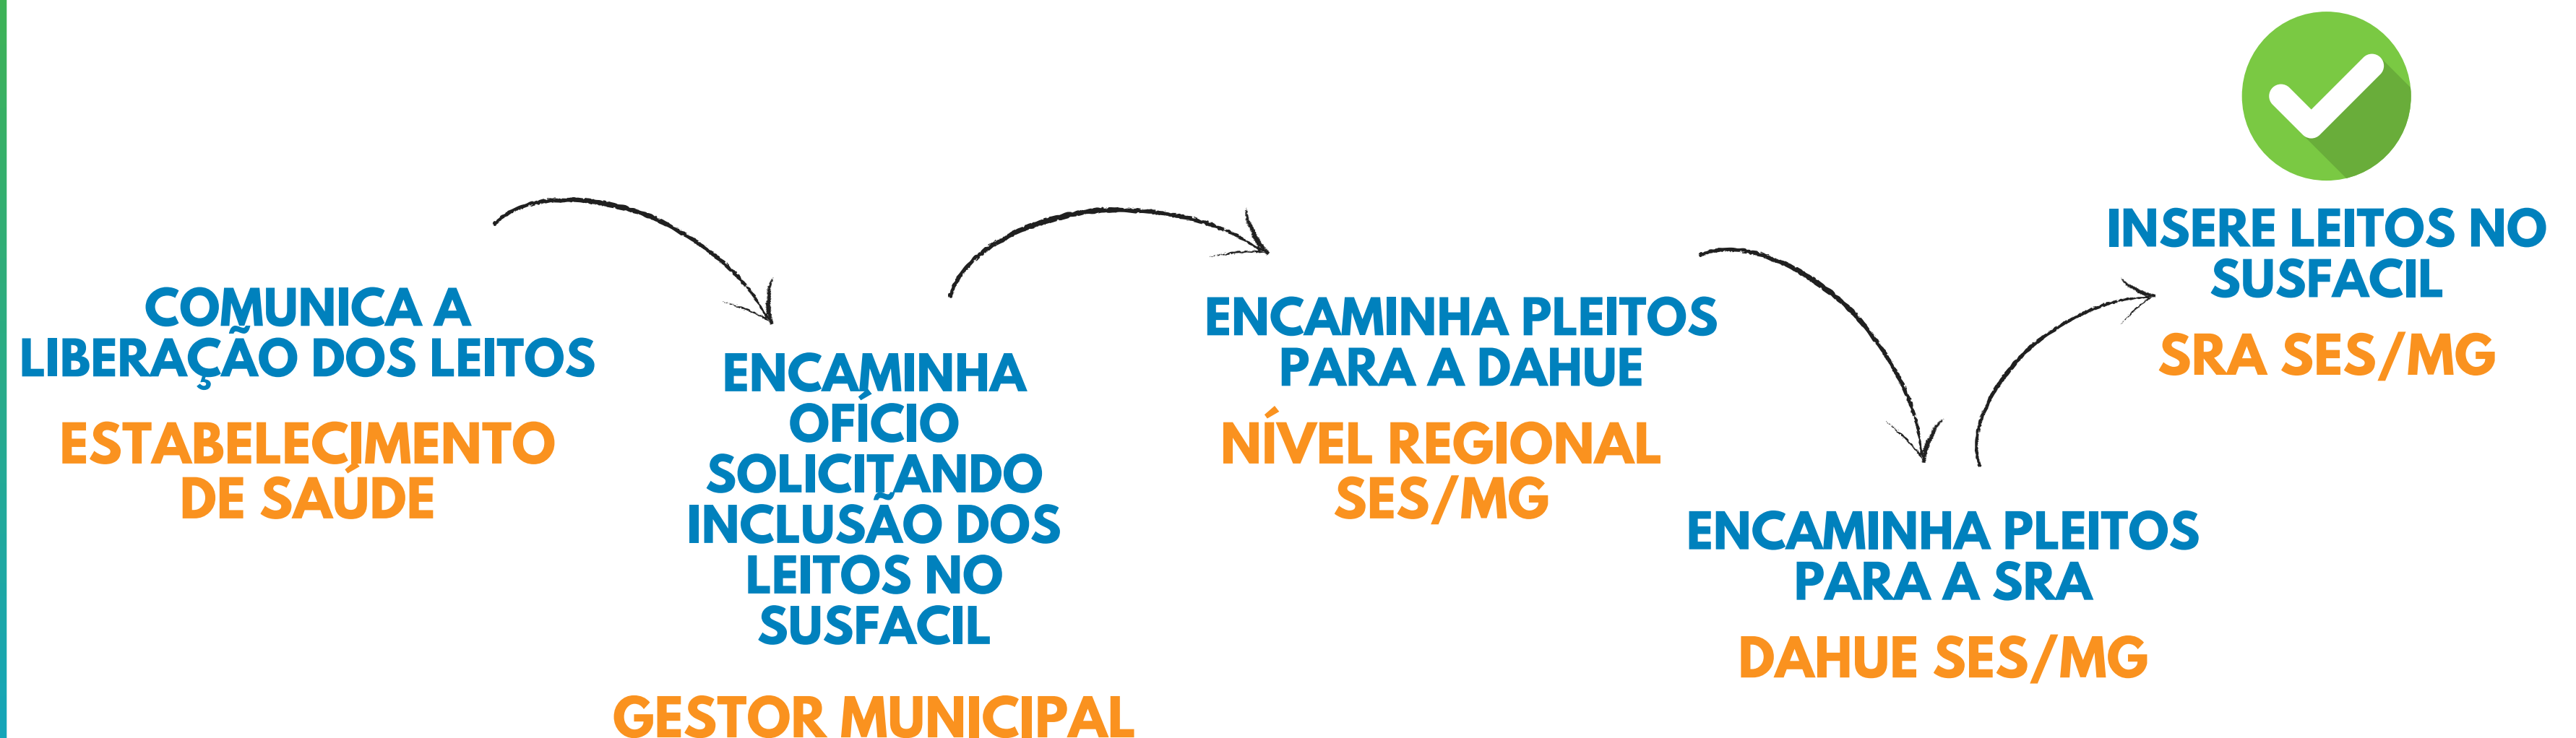 COMUNICA A
LIBERAÇÃO DOS LEITOS
ESTABELECIMENTO
DE SAÚDE
ENCAMINHA
OFÍCIO
SOLICITANDO
INCLUSÃO DOS
LEITOS NO
SUSFACIL
GESTOR MUNICIPAL
ENCAMINHA PLEITOS
PARA A DAHUE
NÍVEL REGIONAL
SES/MG
ENCAMINHA PLEITOS
PARA A SRA
DAHUE SES/MG
INSERE LEITOS NO
SUSFACIL
SRA SES/MG